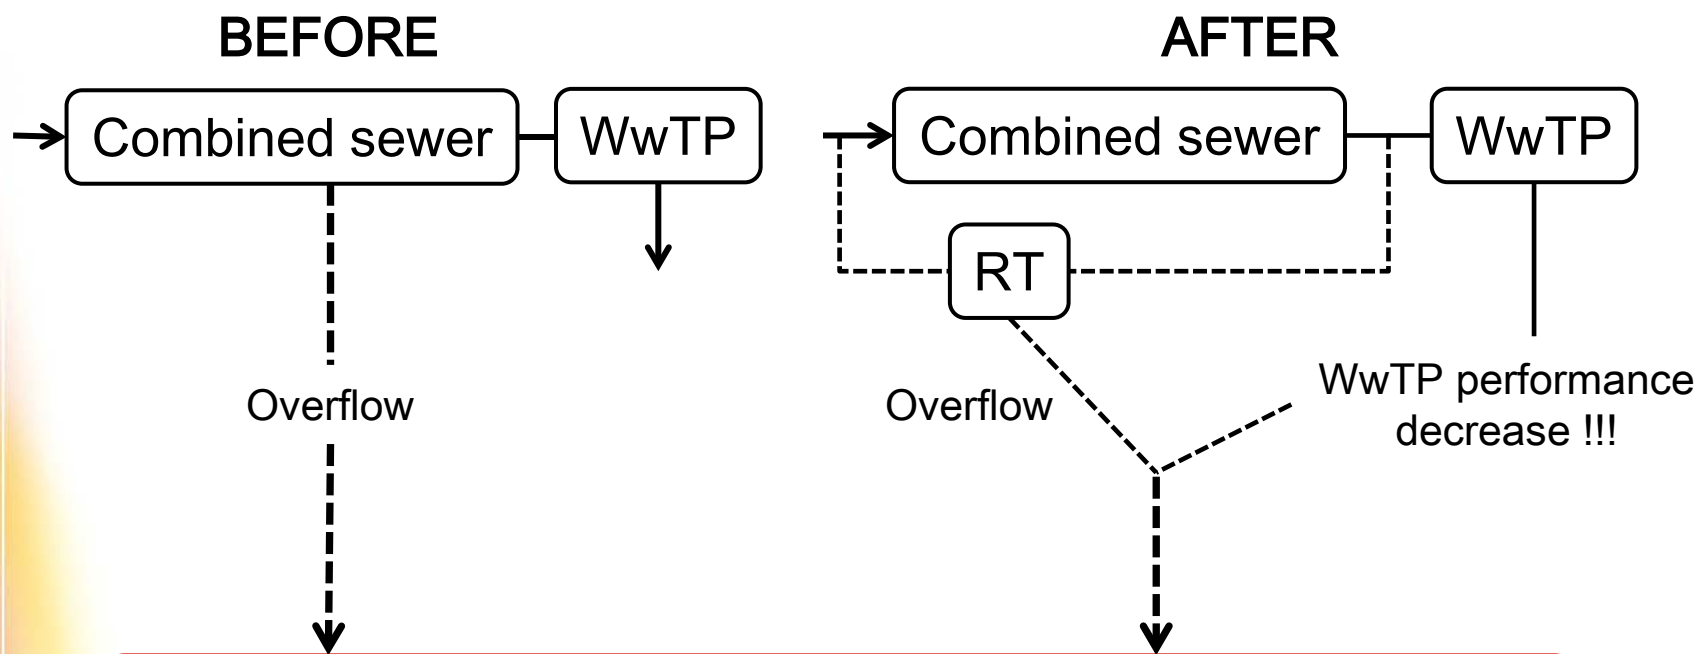 BEFORE
Combined sewer
WwTP
Overflow
AFTER
Combined sewer
WwTP
RT
Overflow
WwTP performance
decrease !!!